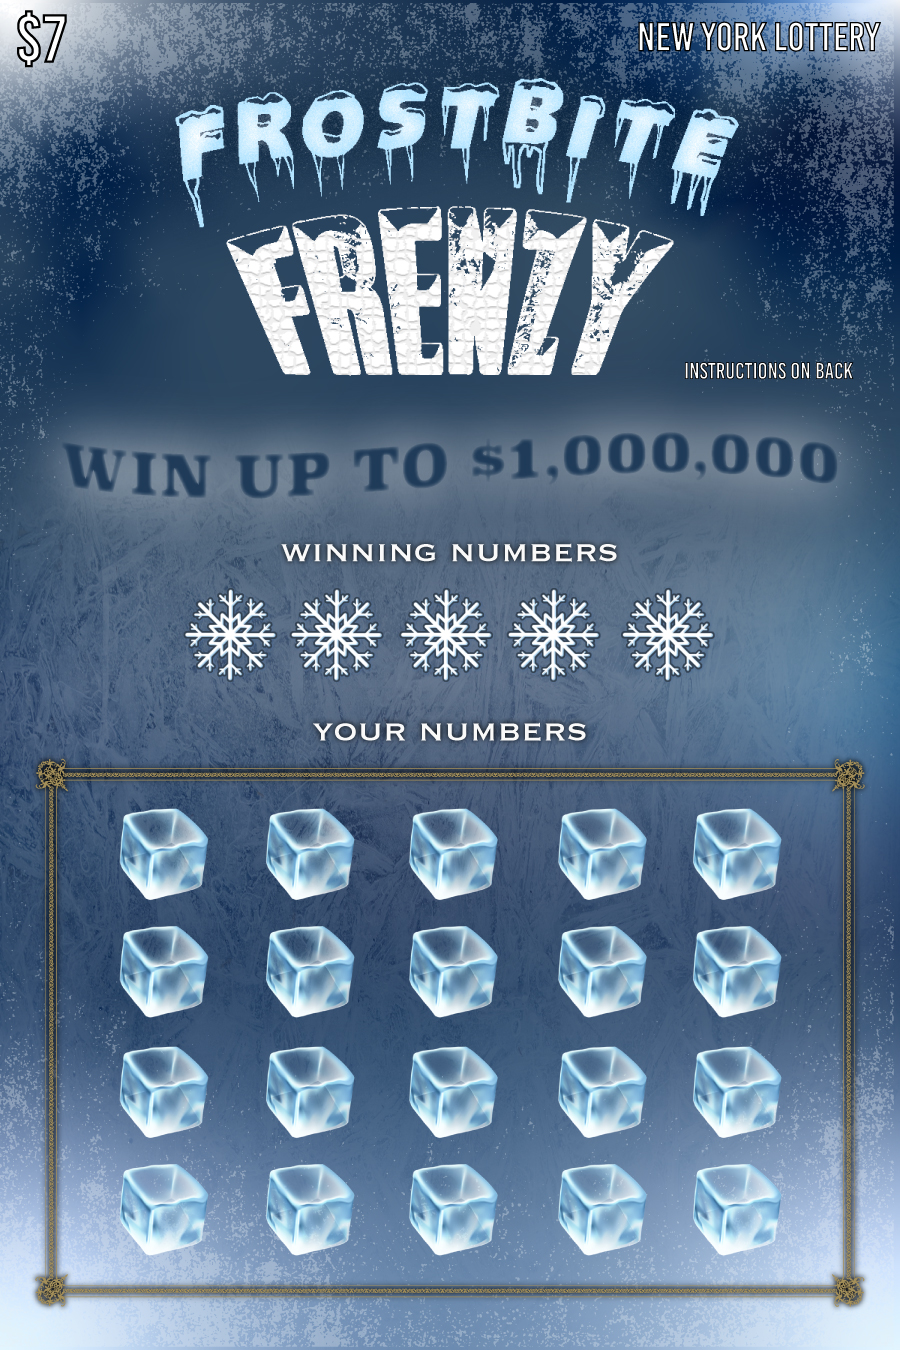 $7
NEW YORK LOTTERY
FROSTBITE
FRENZY
INSTRUCTIONS ON BACK
WIN UP TO $1,000,000
WINNING NUMBERS
YOUR NUMBERS